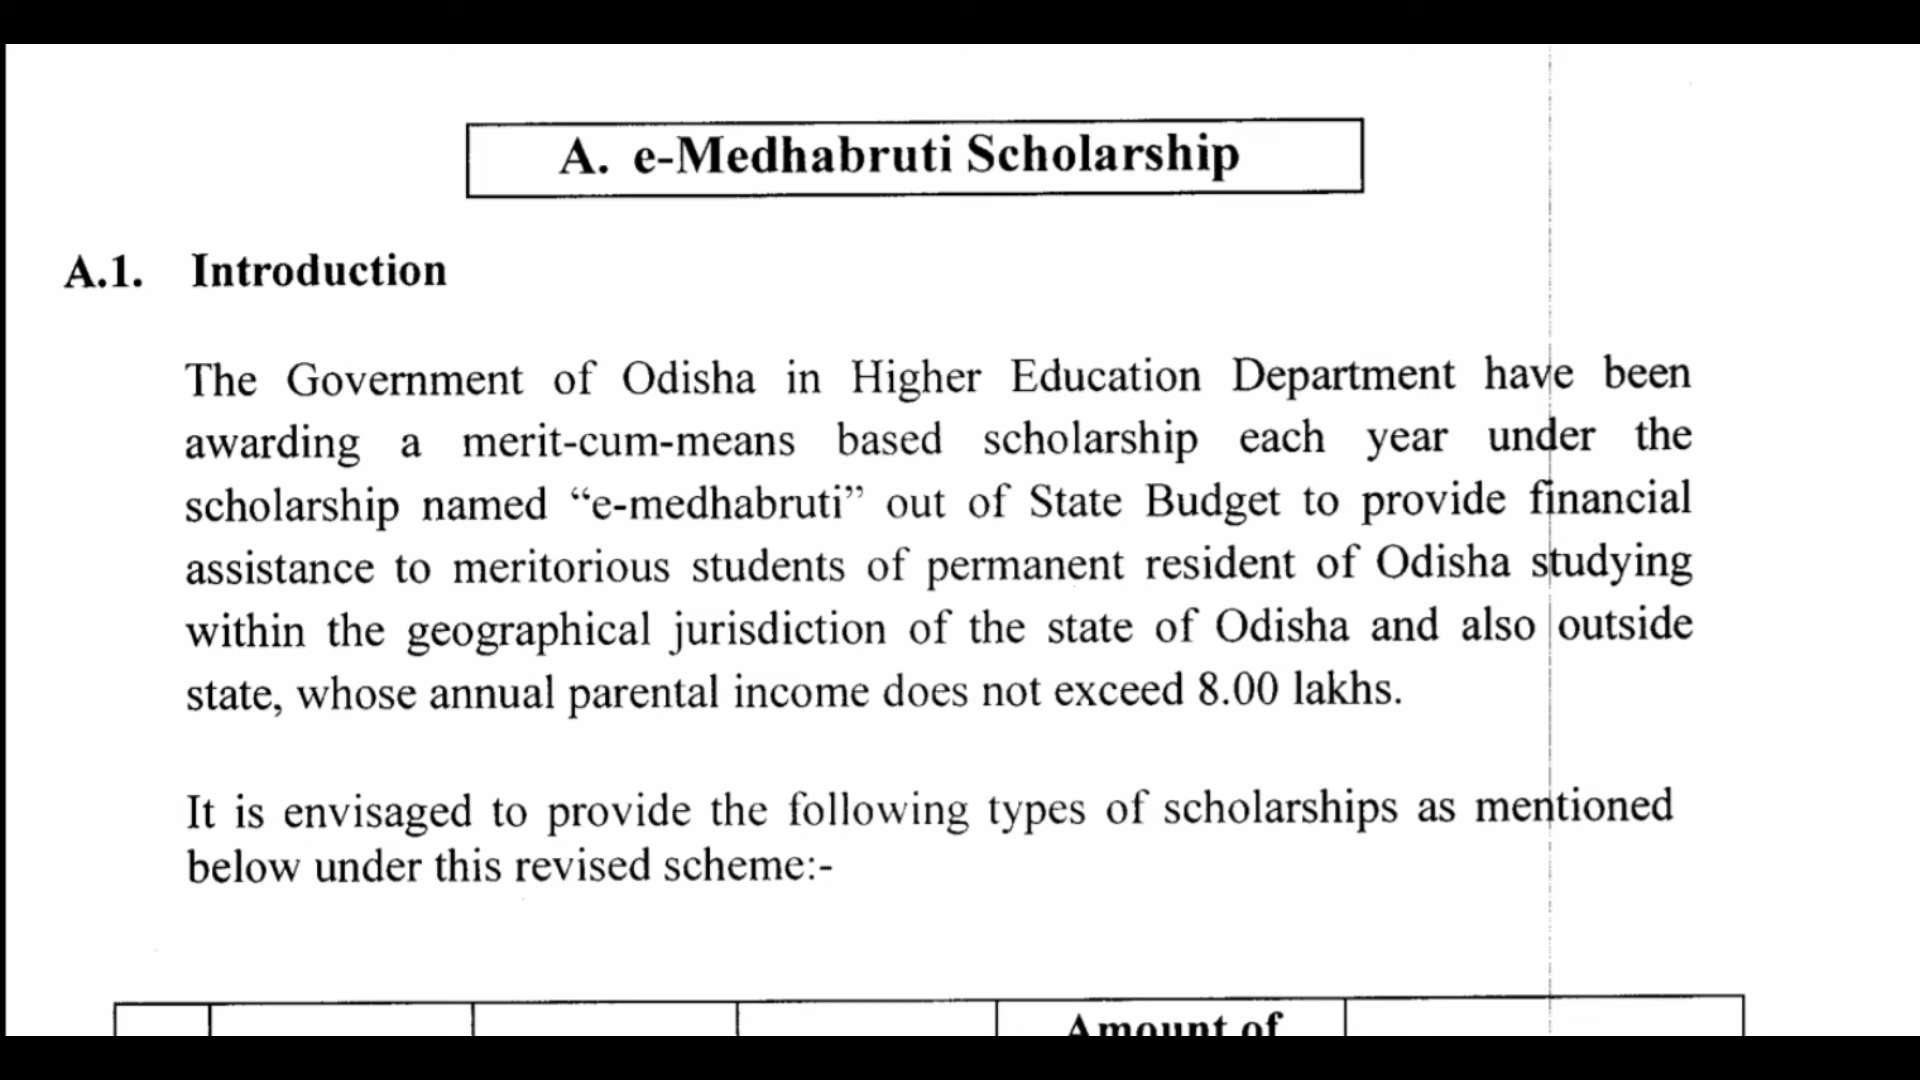 A. e-Medhabruti Scholarship
A.1. Introduction
The Government of Odisha in Higher Education Department have been
awarding a merit-cum-means based scholarship each year under the
scholarship named “e-medhabruti” out of State Budget to provide financial
assistance to meritorious students of permanent resident of Odisha studying
within the geographical jurisdiction of the state of Odisha and also outside
state, whose annual parental income does not exceed 8.00 lakhs.
It is envisaged to provide the following types of scholarships as mentioned
below under this revised scheme:-
Amount of